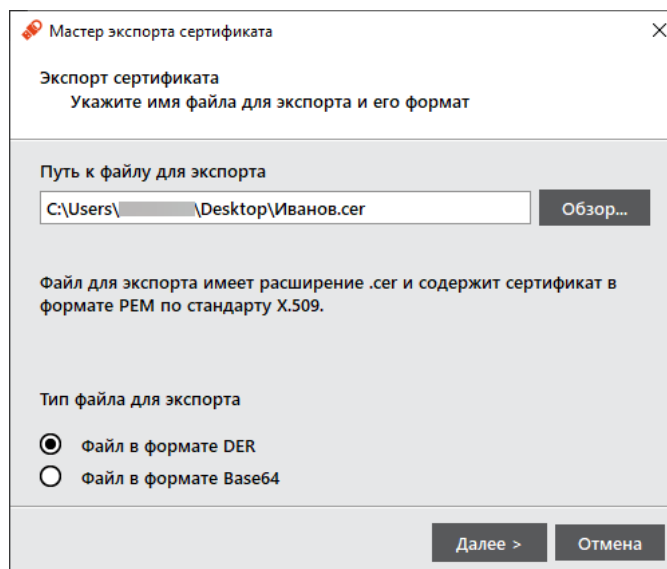 Мастер экспорта сертификата
Экспорт сертификата
Укажите имя файла для экспорта и его формат
Путь к файлу для экспорта
C:\Users\ \Desktop\Иванов.cer
Обзор...
Файл для экспорта имеет расширение .cer и содержит сертификат в
формате PEM по стандарту X.509.
Тип файла для экспорта
Файл в формате DER
Файл в формате Base64
Далее >
Отмена